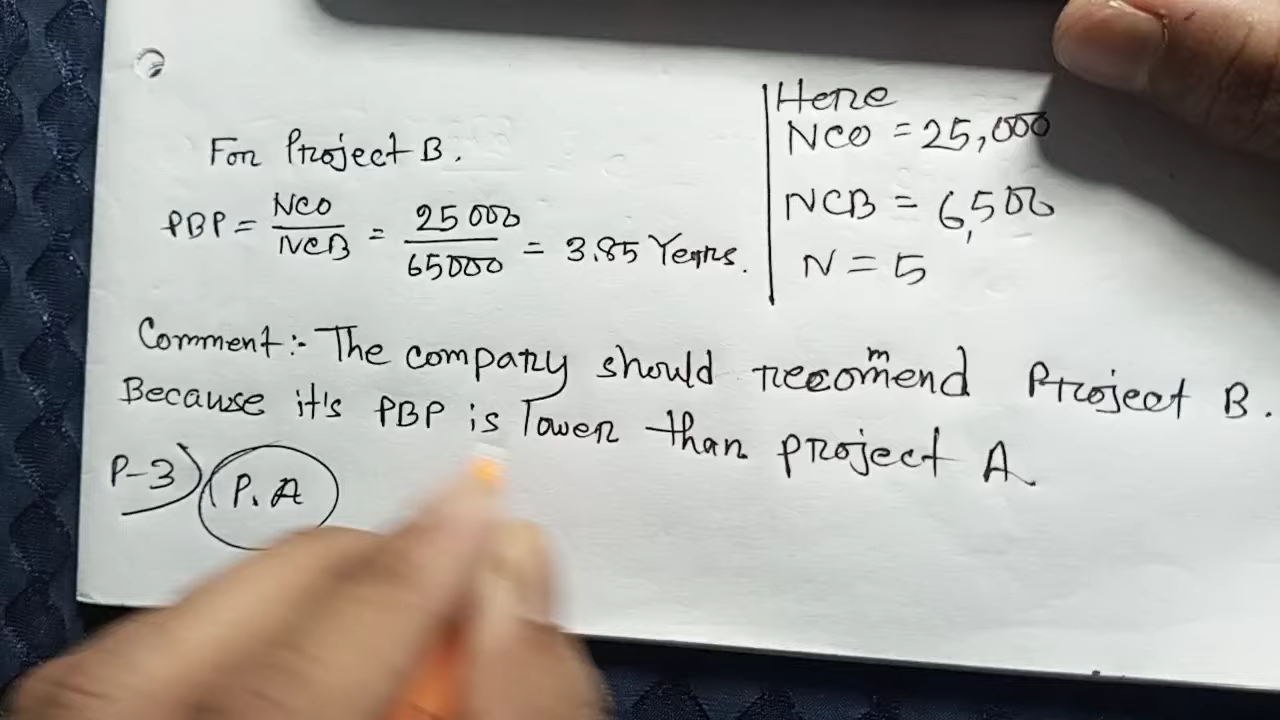 For Project B.
PBP = NCO / NCB = 25000 / 65000 = 3.85 Years.
Here
NCO = 25,000
NCB = 6,500
N = 5
Comment:- The company should recommend Project B.
Because it's PBP is lower than project A
P-3) P.A